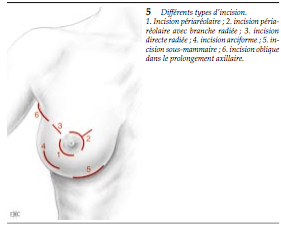 5 Différents types d'incision.
1. Incision périaréolaire ; 2. incision péria-
réolaire avec branche radiée ; 3. incision
directe radiée ; 4. incision arciforme ; 5. in-
cision sous-mammaire ; 6. incision oblique
dans le prolongement axillaire.
6
3
2
4
1
5